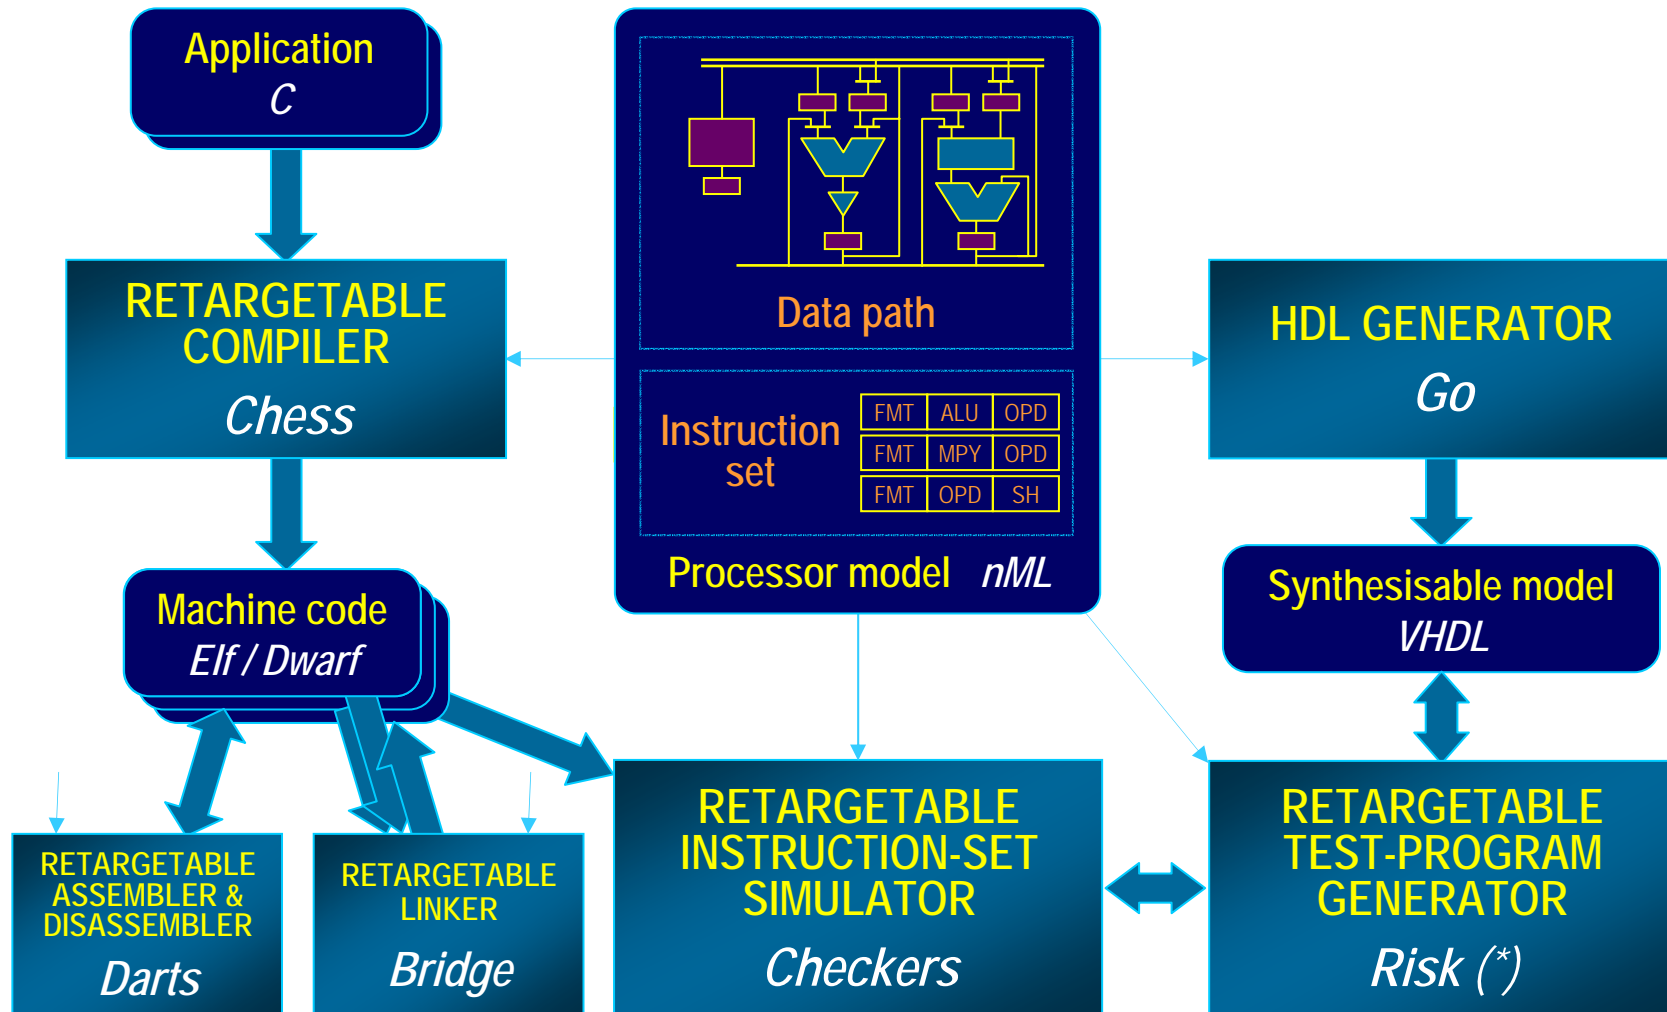 Application
C
RETARGETABLE
COMPILER
Chess
Machine code
Elf / Dwarf
RETARGETABLE
ASSEMBLER &
DISASSEMBLER
Darts
RETARGETABLE
LINKER
Bridge
Data path
Instruction
set
FMT ALU OPD
FMT MPY OPD
FMT OPD SH
Processor model nML
RETARGETABLE
INSTRUCTION-SET
SIMULATOR
Checkers
HDL GENERATOR
Go
Synthesisable model
VHDL
RETARGETABLE
TEST-PROGRAM
GENERATOR
Risk (*)